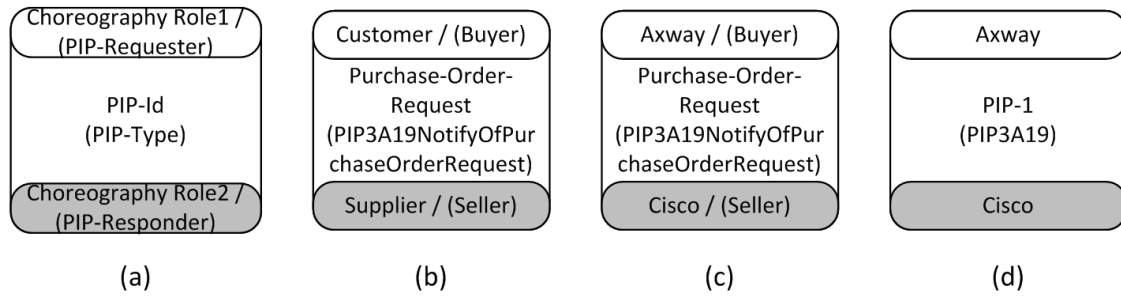 Choreography Role1 /
(PIP-Requester)
PIP-Id
(PIP-Type)
Choreography Role2 /
(PIP-Responder)
(a)
Customer / (Buyer)
Purchase-Order-
Request
(PIP3A19NotifyOfPur
chaseOrderRequest)
Supplier / (Seller)
(b)
Axway / (Buyer)
Purchase-Order-
Request
(PIP3A19NotifyOfPur
chaseOrderRequest)
Cisco / (Seller)
(c)
Axway
PIP-1
(PIP3A19)
Cisco
(d)